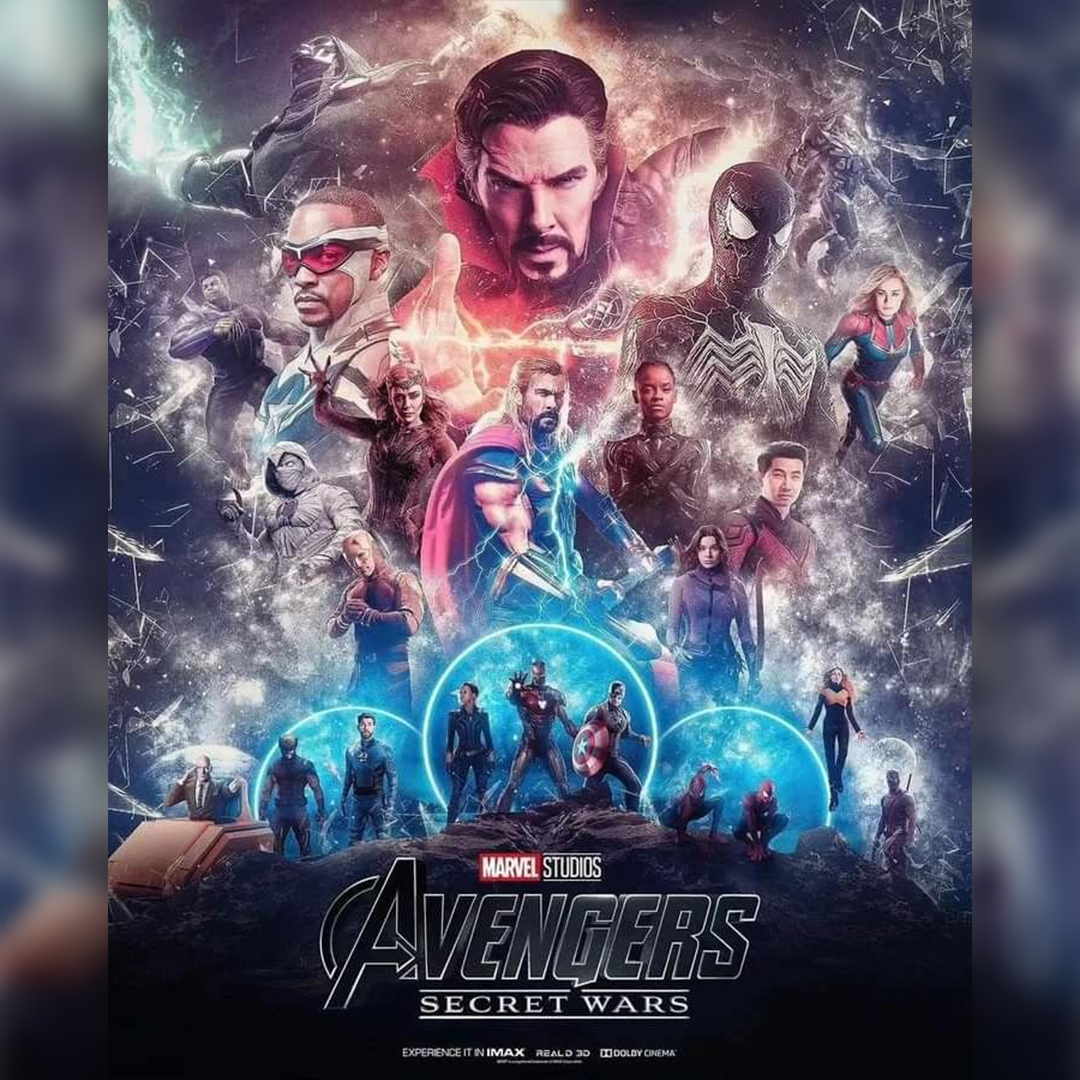 MARVEL STUDIOS
AVENGERS
SECRET WARS
EXPERIENCE IT IN IMAX REAL D 3D DOLBY CINEMA